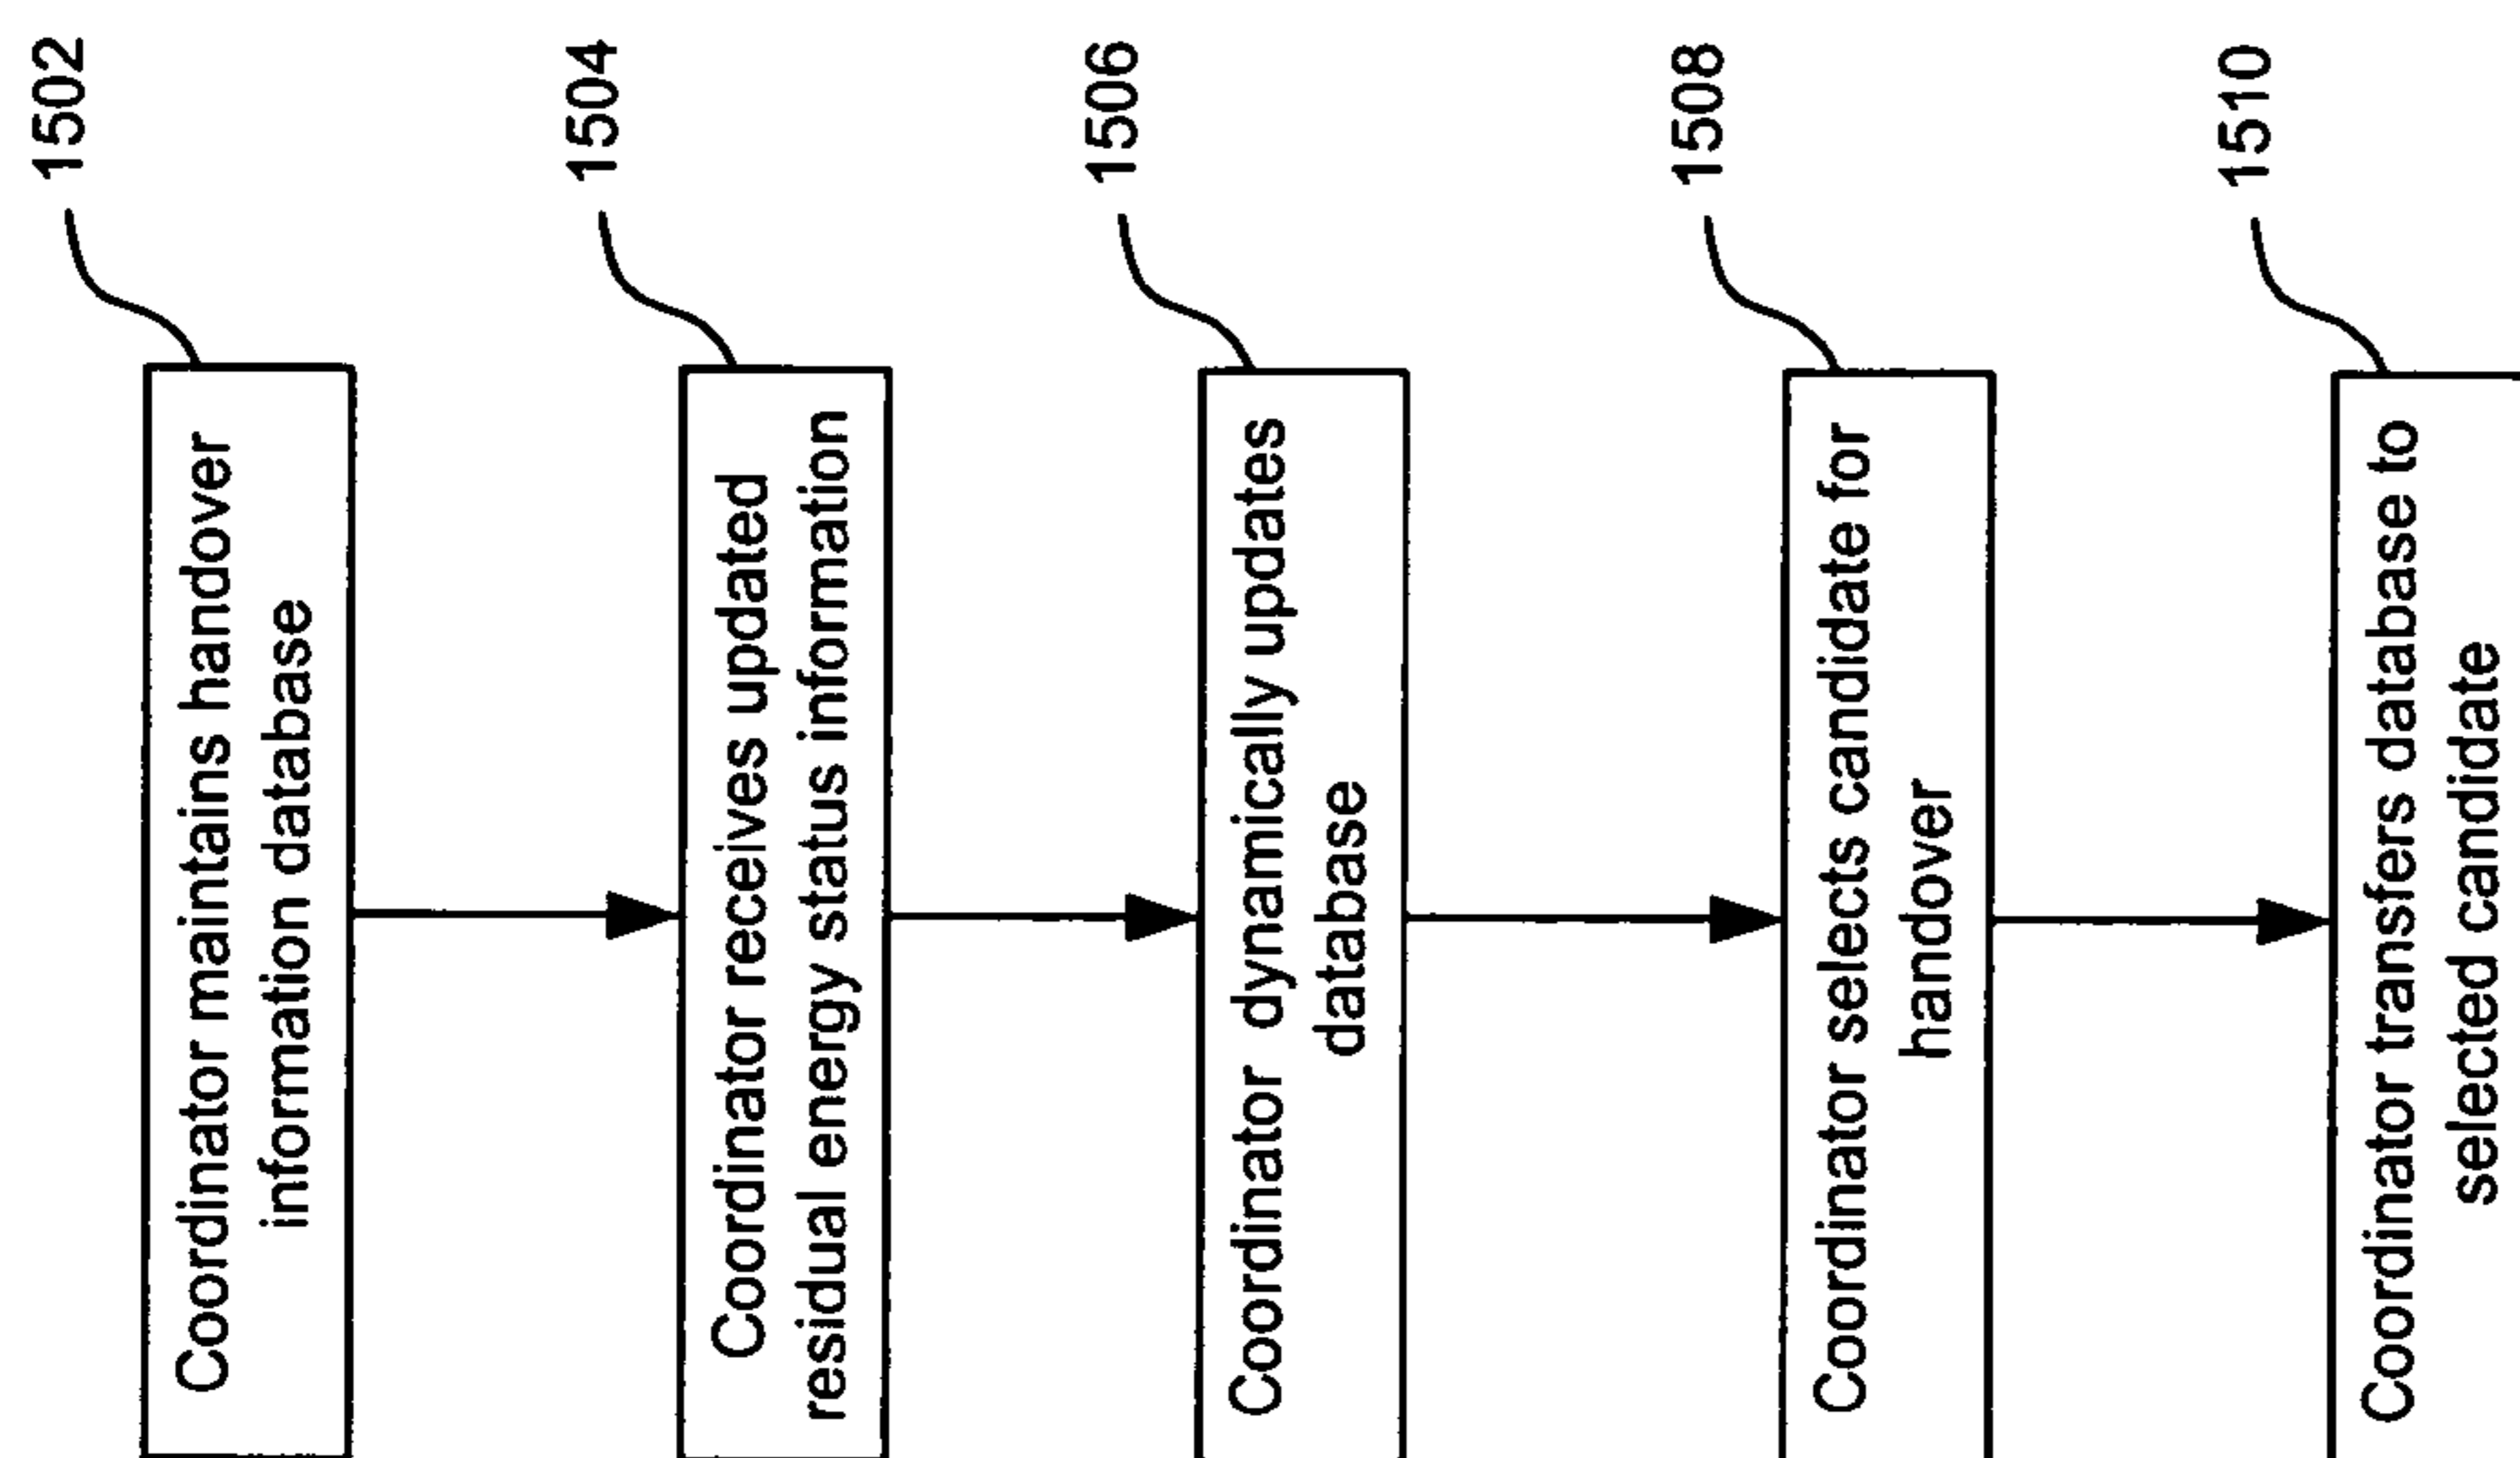 1502
Coordinator maintains handover
information database
1504
Coordinator receives updated
residual energy status information
1506
Coordinator dynamically updates
database
1508
Coordinator selects candidate for
handover
1510
Coordinator transfers database to
selected candidate